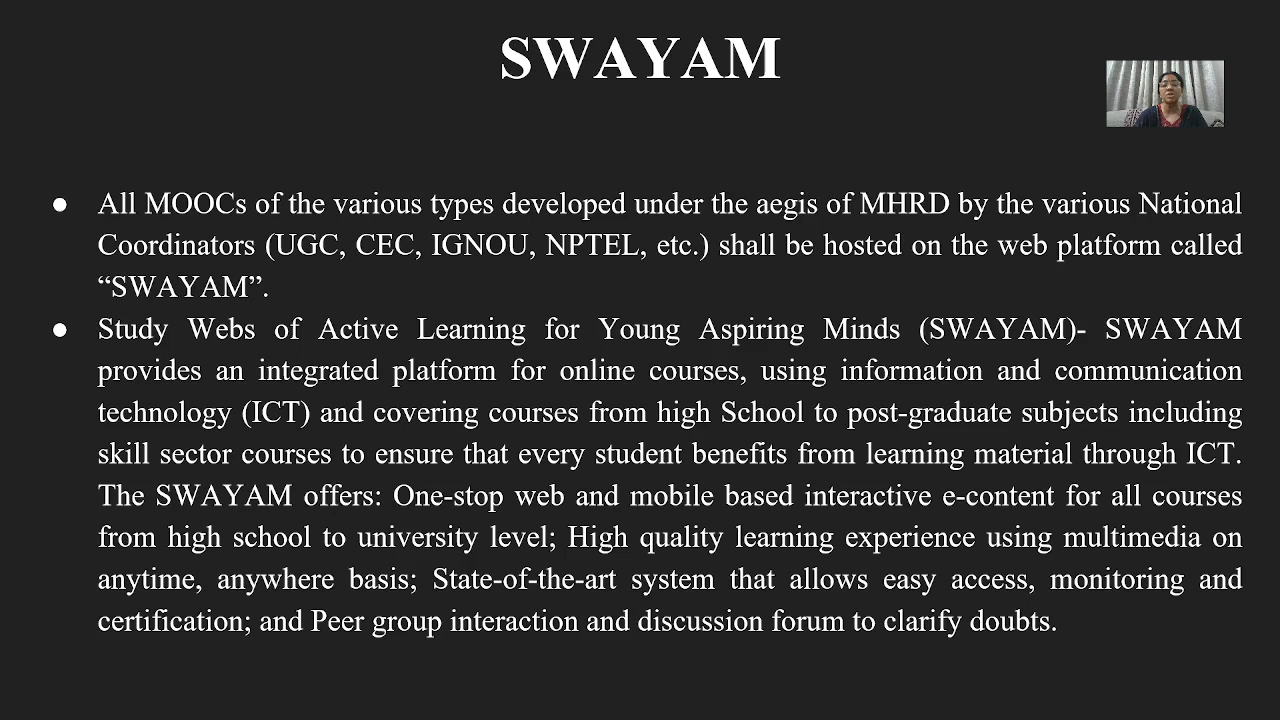 SWAYAM
● All MOOCs of the various types developed under the aegis of MHRD by the various National
Coordinators (UGC, CEC, IGNOU, NPTEL, etc.) shall be hosted on the web platform called
“SWAYAM”.
● Study Webs of Active Learning for Young Aspiring Minds (SWAYAM)- SWAYAM
provides an integrated platform for online courses, using information and communication
technology (ICT) and covering courses from high School to post-graduate subjects including
skill sector courses to ensure that every student benefits from learning material through ICT.
The SWAYAM offers: One-stop web and mobile based interactive e-content for all courses
from high school to university level; High quality learning experience using multimedia on
anytime, anywhere basis; State-of-the-art system that allows easy access, monitoring and
certification; and Peer group interaction and discussion forum to clarify doubts.